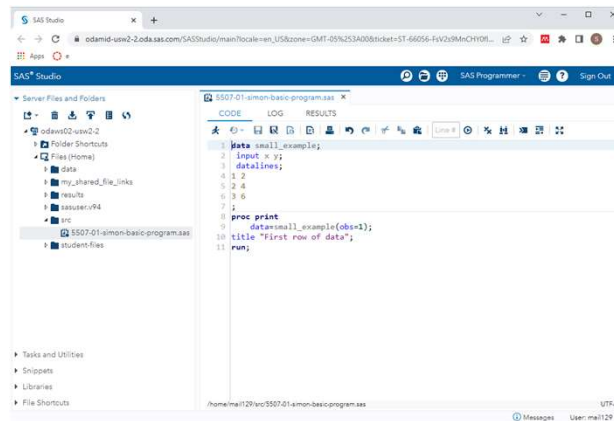 SAS Studio
odamid-usw2-2.oda.sas.com/SASStudio/main?locale=en_US&zone=GMT-05%253A00&ticket=ST-66056-FsV2s9MnCHY0fl...
Apps
SAS® Studio
SAS Programmer
Sign Out
Server Files and Folders
odaws02-usw2-2
Folder Shortcuts
Files (Home)
data
my_shared_file_links
results
sasuser.v94
src
5507-01-simon-basic-program.sas
student-files
Tasks and Utilities
Snippets
Libraries
File Shortcuts
5507-01-simon-basic-program.sas
CODE LOG RESULTS
Line #
1 data small_example;
2 input x y;
3 datalines;
4 1 2
5 2 4
6 3 6
7 ;
8 proc print
9 data=small_example(obs=1);
10 title "First row of data";
11 run;
/home/mail129/src/5507-01-simon-basic-program.sas
UTF-
Messages
User: mail129